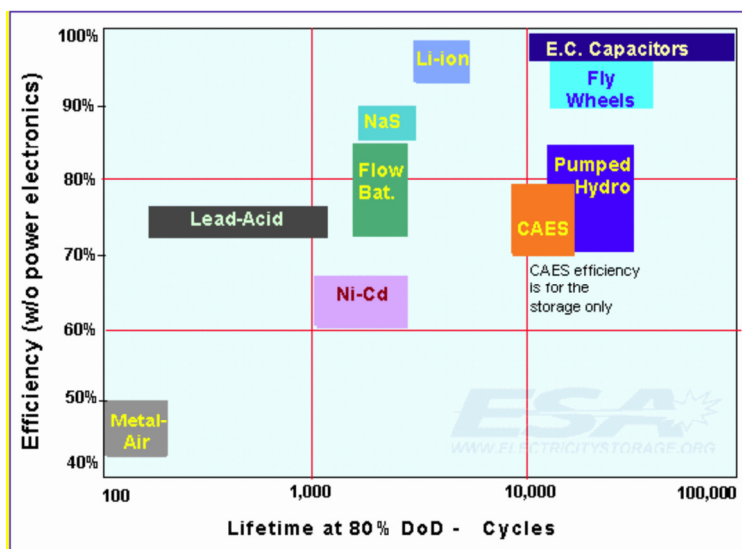 Efficiency (w/o power electronics)
100%
90%
80%
70%
60%
50%
40%
Li-ion
E.C. Capacitors
Fly
Wheels
NaS
Flow
Bat.
Pumped
Hydro
Lead-Acid
CAES
CAES efficiency
is for the
storage only
Ni-Cd
Metal-
Air
ESA
WWW.ELECTRICITYSTORAGE.ORG
100
1,000
10,000
100,000
Lifetime at 80% DoD - Cycles